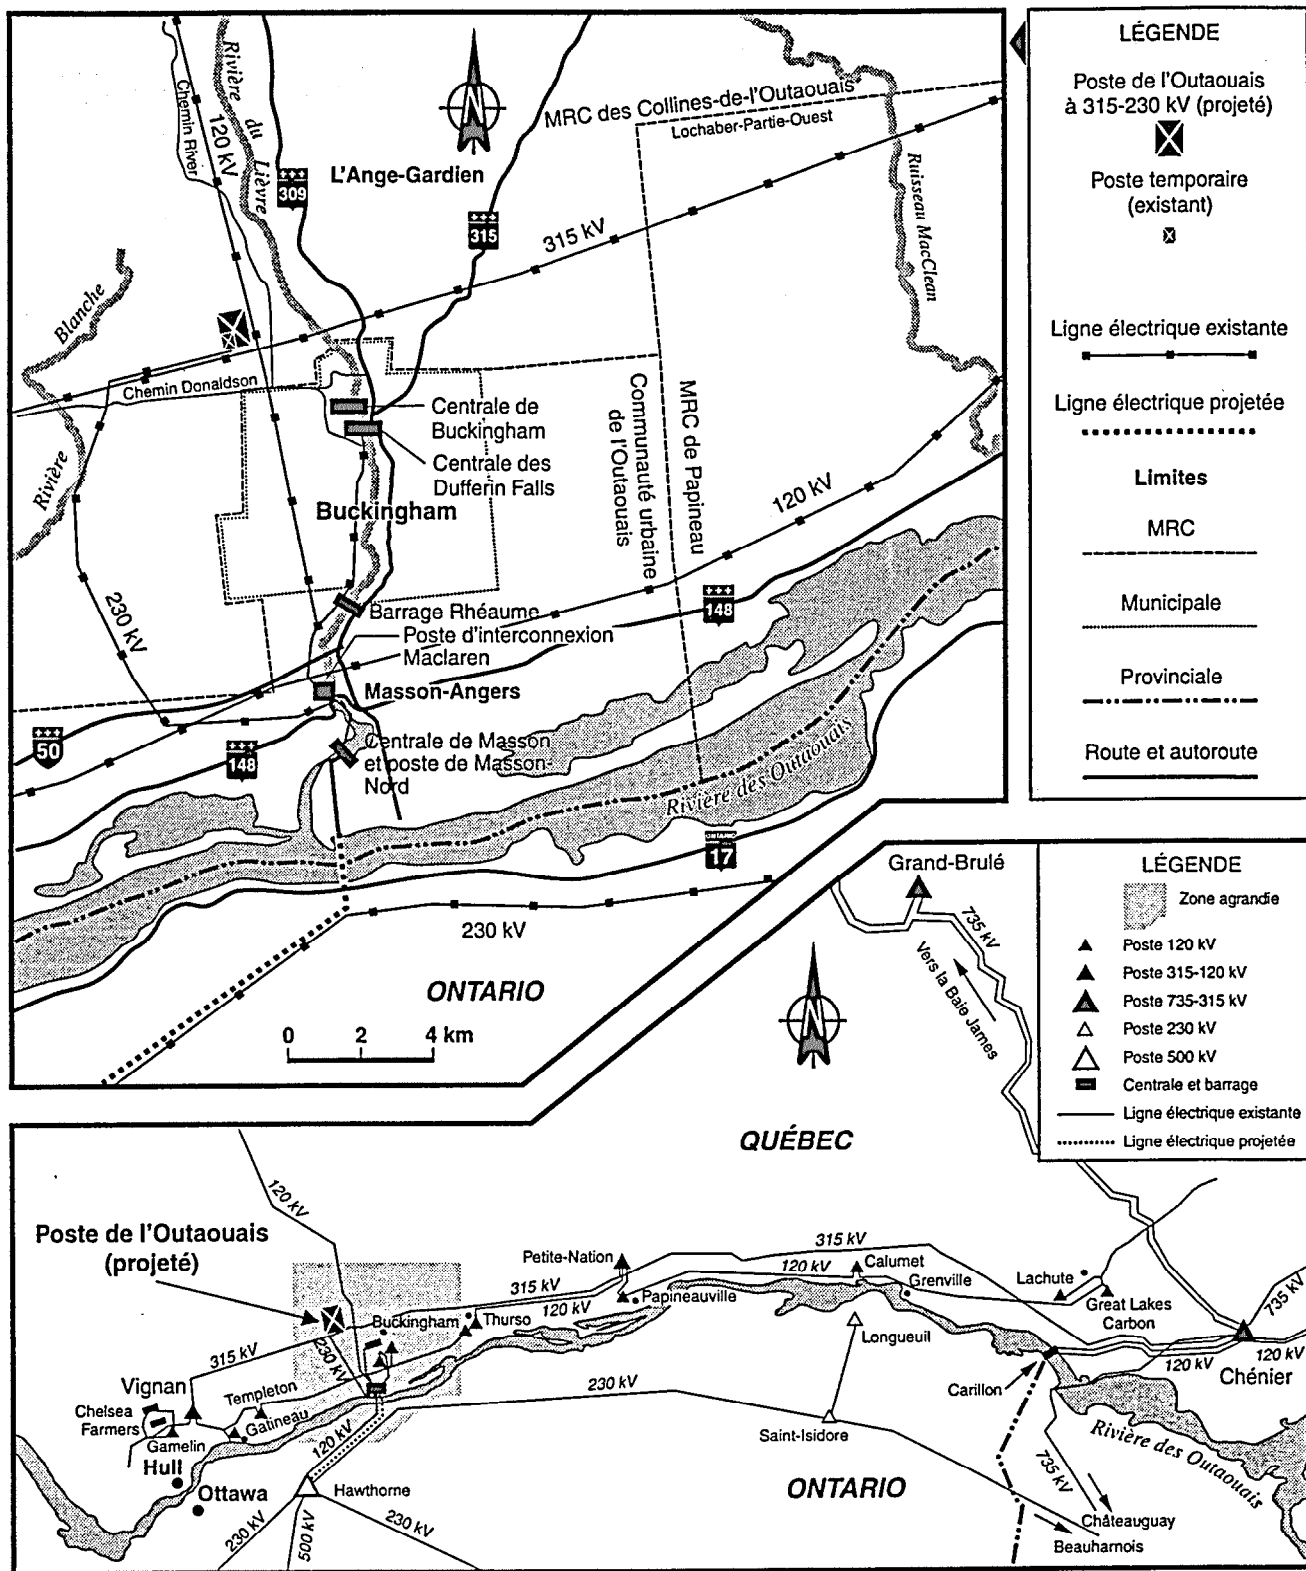 LÉGENDE
Poste de l'Outaouais
à 315-230 kV (projeté)
Poste temporaire
(existant)
Ligne électrique existante
Ligne électrique projetée
Limites
MRC
Municipale
Provinciale
Route et autoroute
Rivière du Lièvre
Chemin River
120 kV
309
L'Ange-Gardien
315
MRC des Collines-de-l'Outaouais
Lochaber-Partie-Ouest
315 kV
Ruisseau MacClean
Rivière Blanche
Chemin Donaldson
Centrale de
Buckingham
Centrale des
Dufferin Falls
Buckingham
Communauté urbaine
de l'Outaouais
MRC de Papineau
120 kV
230 kV
148
Barrage Rhéaume
Poste d'interconnexion
Maclaren
Masson-Angers
50
148
Centrale de Masson
et poste de Masson-
Nord
Rivière des Outaouais
ONTARIO
17
230 kV
ONTARIO
0 2 4 km
Grand-Brulé
735 kV
Vers la Baie James
LÉGENDE
Zone agrandie
Poste 120 kV
Poste 315-120 kV
Poste 735-315 kV
Poste 230 kV
Poste 500 kV
Centrale et barrage
Ligne électrique existante
Ligne électrique projetée
QUÉBEC
120 kV
Poste de l'Outaouais
(projeté)
Petite-Nation
315 kV
Calumet
315 kV
120 kV
120 kV
Grenville
Lachute
Papineauville
Great Lakes
Carbon
735 kV
Buckingham
Thurso
Longueuil
230 kV
315 kV
120 kV
120 kV
Chénier
Vignan
Templeton
Carillon
Chelsea
Farmers
Gatineau
230 kV
Gamelin
120 kV
Saint-Isidore
Rivière des Outaouais
Hull
735 kV
Ottawa
Hawthorne
ONTARIO
230 kV
500 kV
230 kV
Châteauguay
Beauharnois